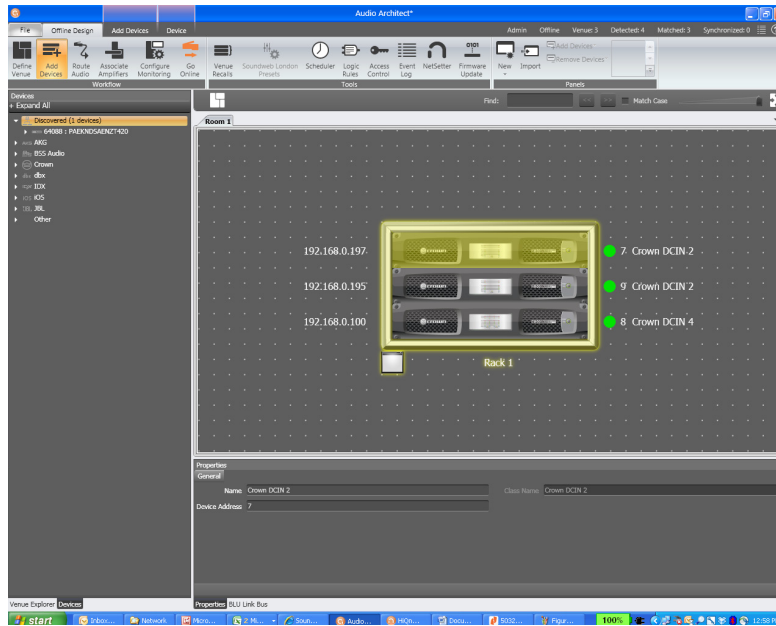 Audio Architect*
File Offline Design Add Devices Device
Admin Offline Venue: 3 Detected: 4 Matched: 3 Synchronized: 0
Define Venue
Add Devices
Route Audio
Associate Amplifiers
Configure Monitoring
Go Online
Venue Recalls
Soundweb London Presets
Scheduler
Logic Rules
Access Control
Event Log
NetSetter
Firmware Update
New
Import
Add Devices
Remove Devices
Workflow Tools Panels
Devices
+ Expand All
Find: Match Case
Discovered (1 devices)
64088 : PAEKNDSAENZT420
AKG
BSS Audio
Crown
dbx
IDX
iOS
JBL
Other
Room 1
192.168.0.197 7 Crown DCIN 2
192.168.0.195 9 Crown DCIN 2
192.168.0.100 8 Crown DCIN 4
Rack 1
Properties
General
Name Crown DCIN 2 Class Name Crown DCIN 2
Device Address 7
Venue Explorer Devices
Properties BLU Link Bus
start Inbox... Network Micro... 2 Mi... Soun... Audio... HiQn... Docu... 5032... Figur... 100% 12:58